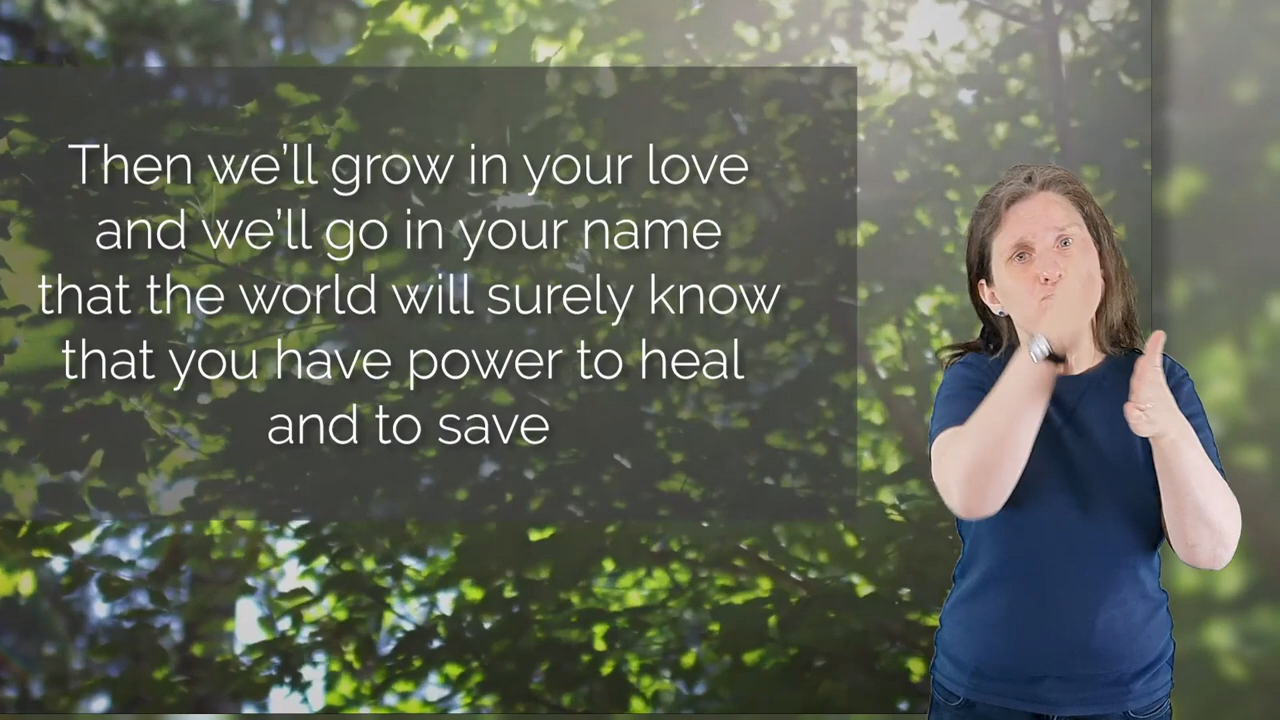 Then we’ll grow in your love
and we’ll go in your name
that the world will surely know
that you have power to heal
and to save